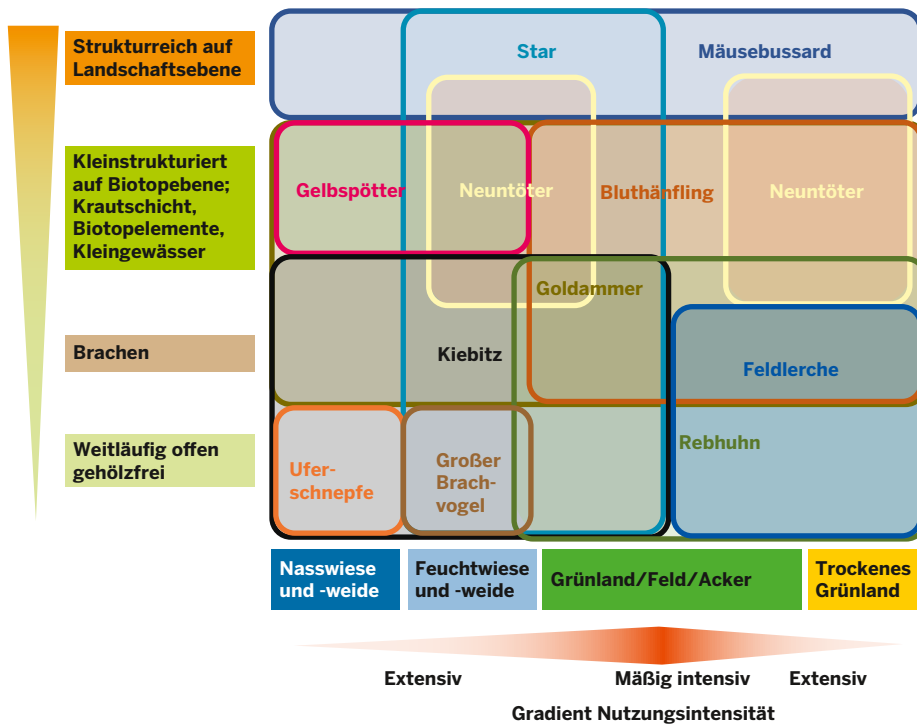 Strukturreich auf
Landschaftsebene
Star
Mäusebussard
Kleinstrukturiert
auf Biotopebene;
Krautschicht,
Biotopelemente,
Kleingewässer
Gelbspötter
Neuntöter
Bluthänfling
Neuntöter
Goldammer
Brachen
Kiebitz
Feldlerche
Weitläufig offen
gehölzfrei
Ufer-
schnepfe
Großer
Brach-
vogel
Rebhuhn
Nasswiese
und -weide
Feuchtwiese
und -weide
Grünland/Feld/Acker
Trockenes
Grünland
Extensiv
Mäßig intensiv
Extensiv
Gradient Nutzungsintensität